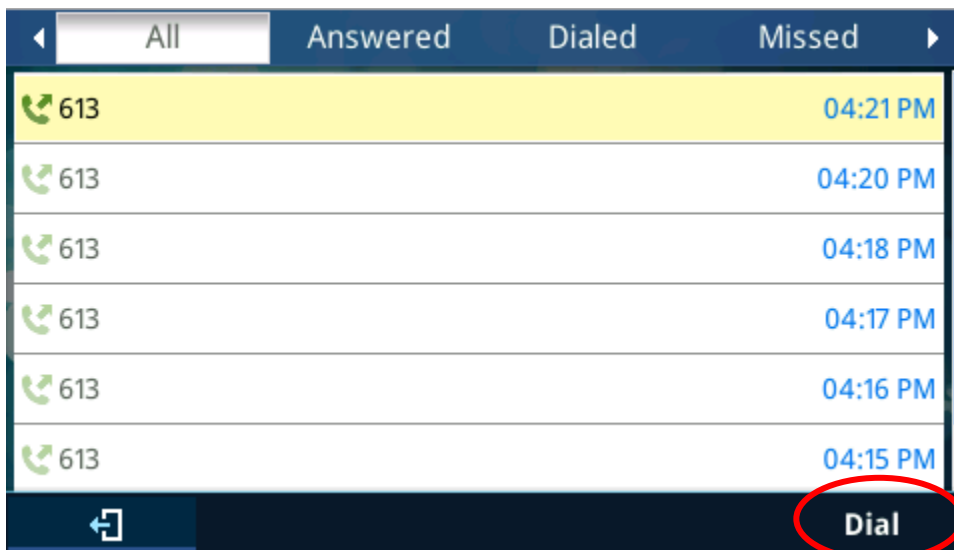 All Answered Dialed Missed
613 04:21 PM
613 04:20 PM
613 04:18 PM
613 04:17 PM
613 04:16 PM
613 04:15 PM
Dial